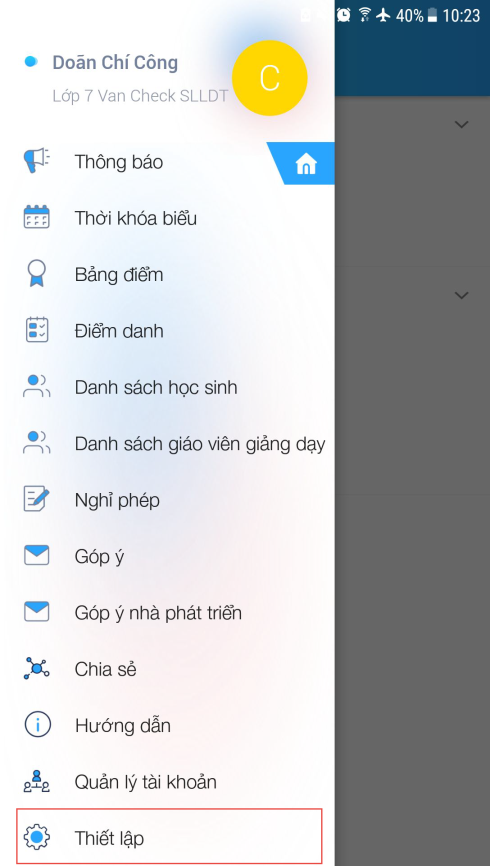 40% 10:23
Doãn Chí Công
C
Lớp 7 Van Check SLLDT
Thông báo
Thời khóa biểu
Bảng điểm
Điểm danh
Danh sách học sinh
Danh sách giáo viên giảng dạy
Nghỉ phép
Góp ý
Góp ý nhà phát triển
Chia sẻ
Hướng dẫn
Quản lý tài khoản
Thiết lập